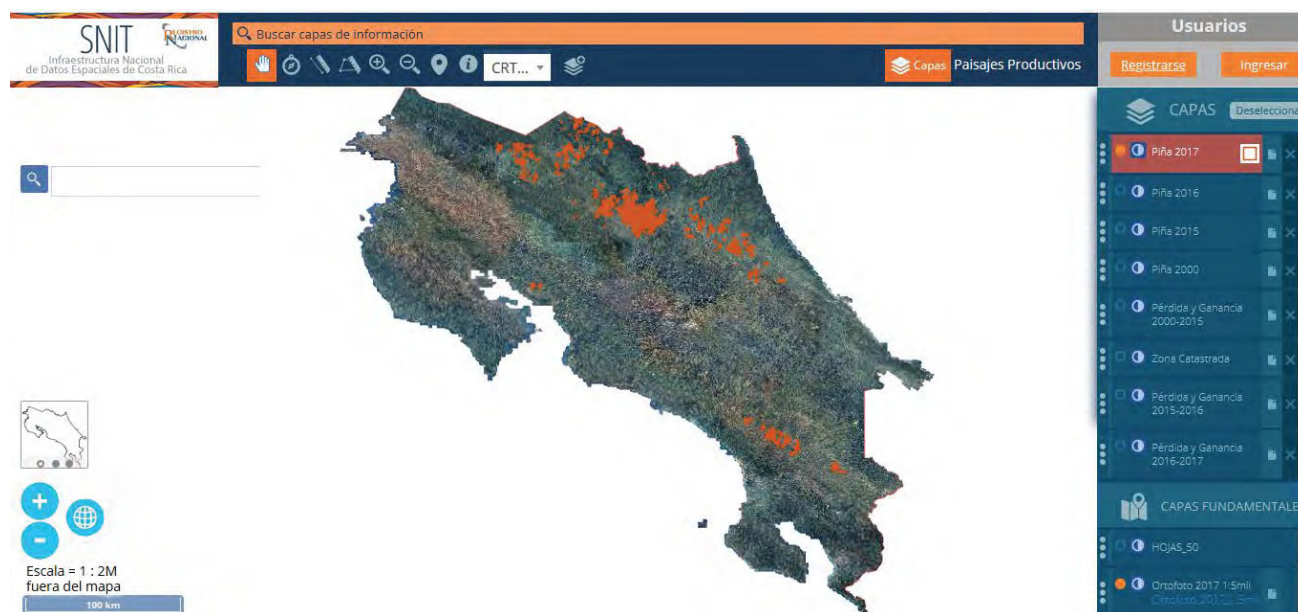 SNIT
REGISTRO
NACIONAL
Infraestructura Nacional
de Datos Espaciales de Costa Rica
Buscar capas de información
CRT...
Capas
Paisajes Productivos
Usuarios
Registrarse
Ingresar
CAPAS
Deselecciona
Piña 2017
Piña 2016
Piña 2015
Piña 2000
Pérdida y Ganancia
2000-2015
Zona Catastrada
Pérdida y Ganancia
2015-2016
Pérdida y Ganancia
2016-2017
CAPAS FUNDAMENTALE
HOJAS_50
Ortofoto 2017 1:5mil
Escala = 1 : 2M
fuera del mapa
100 km